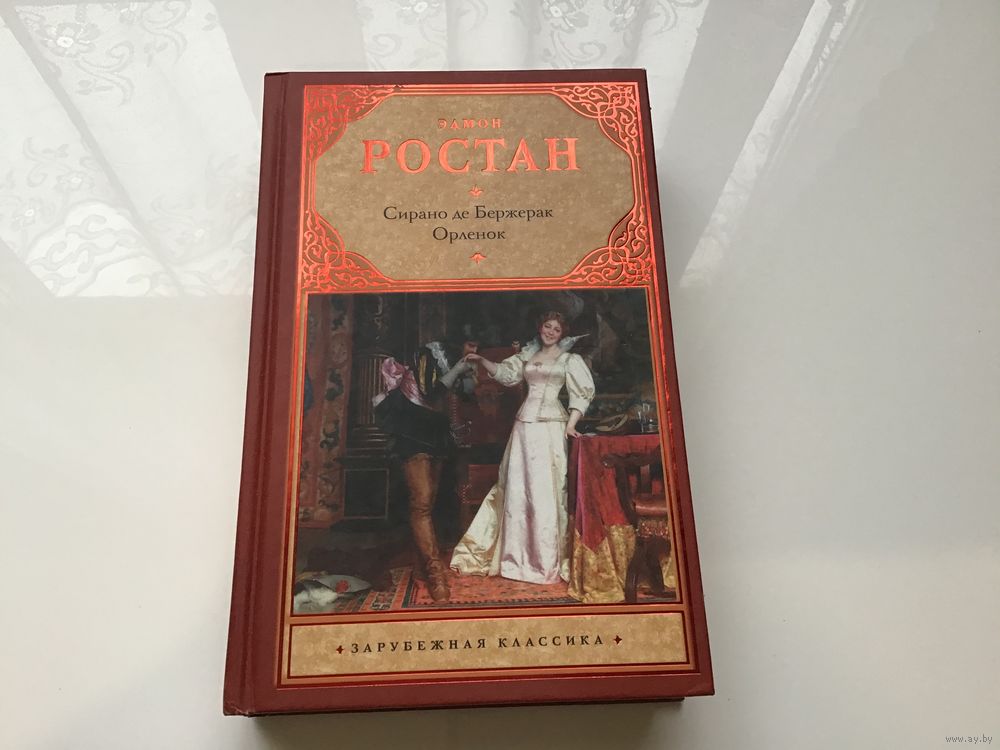 ЭДМОН
РОСТАН
Сирано де Бержерак
Орленок
ЗАРУБЕЖНАЯ КЛАССИКА
www.ay.by